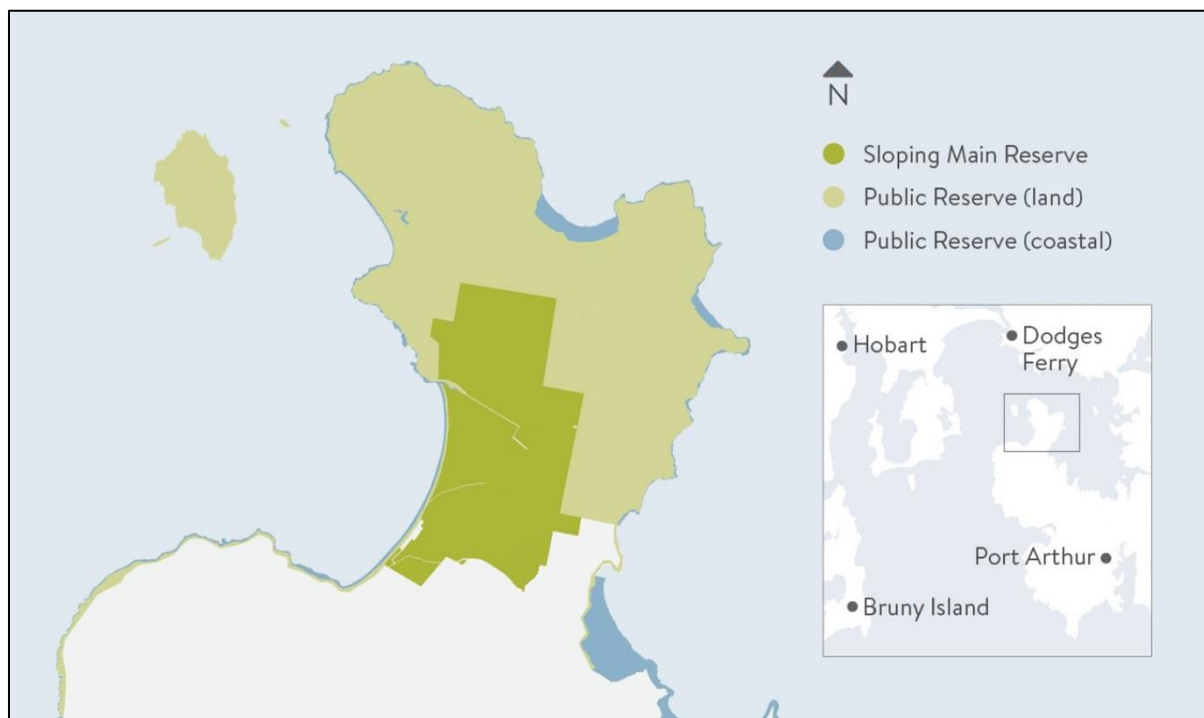 N
Sloping Main Reserve
Public Reserve (land)
Public Reserve (coastal)
Hobart
Dodges
Ferry
Port Arthur
Bruny Island